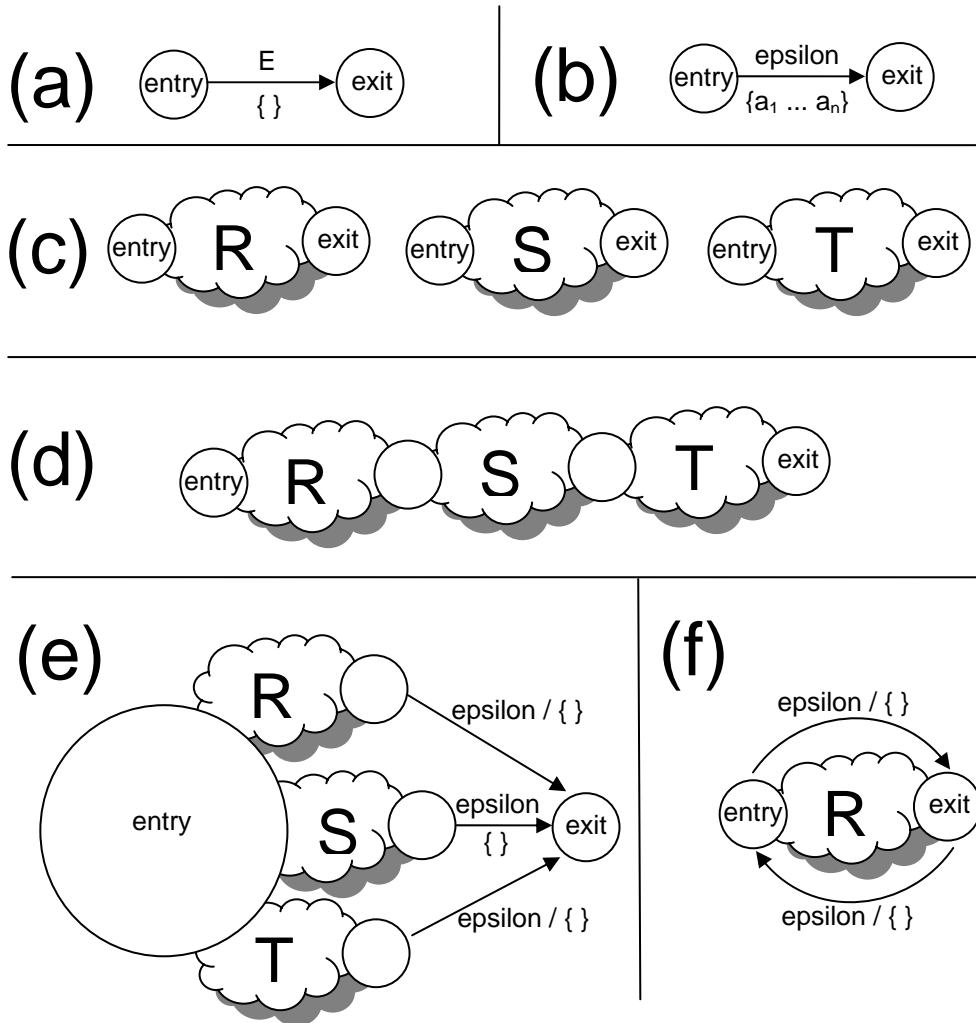 (a)
entry
E
{ }
exit
(b)
entry
epsilon
{a₁ ... aₙ}
exit
(c)
entry
R
exit
entry
S
exit
entry
T
exit
(d)
entry
R
S
T
exit
(e)
entry
R
epsilon / { }
S
epsilon
{ }
exit
T
epsilon / { }
(f)
epsilon / { }
entry
R
exit
epsilon / { }